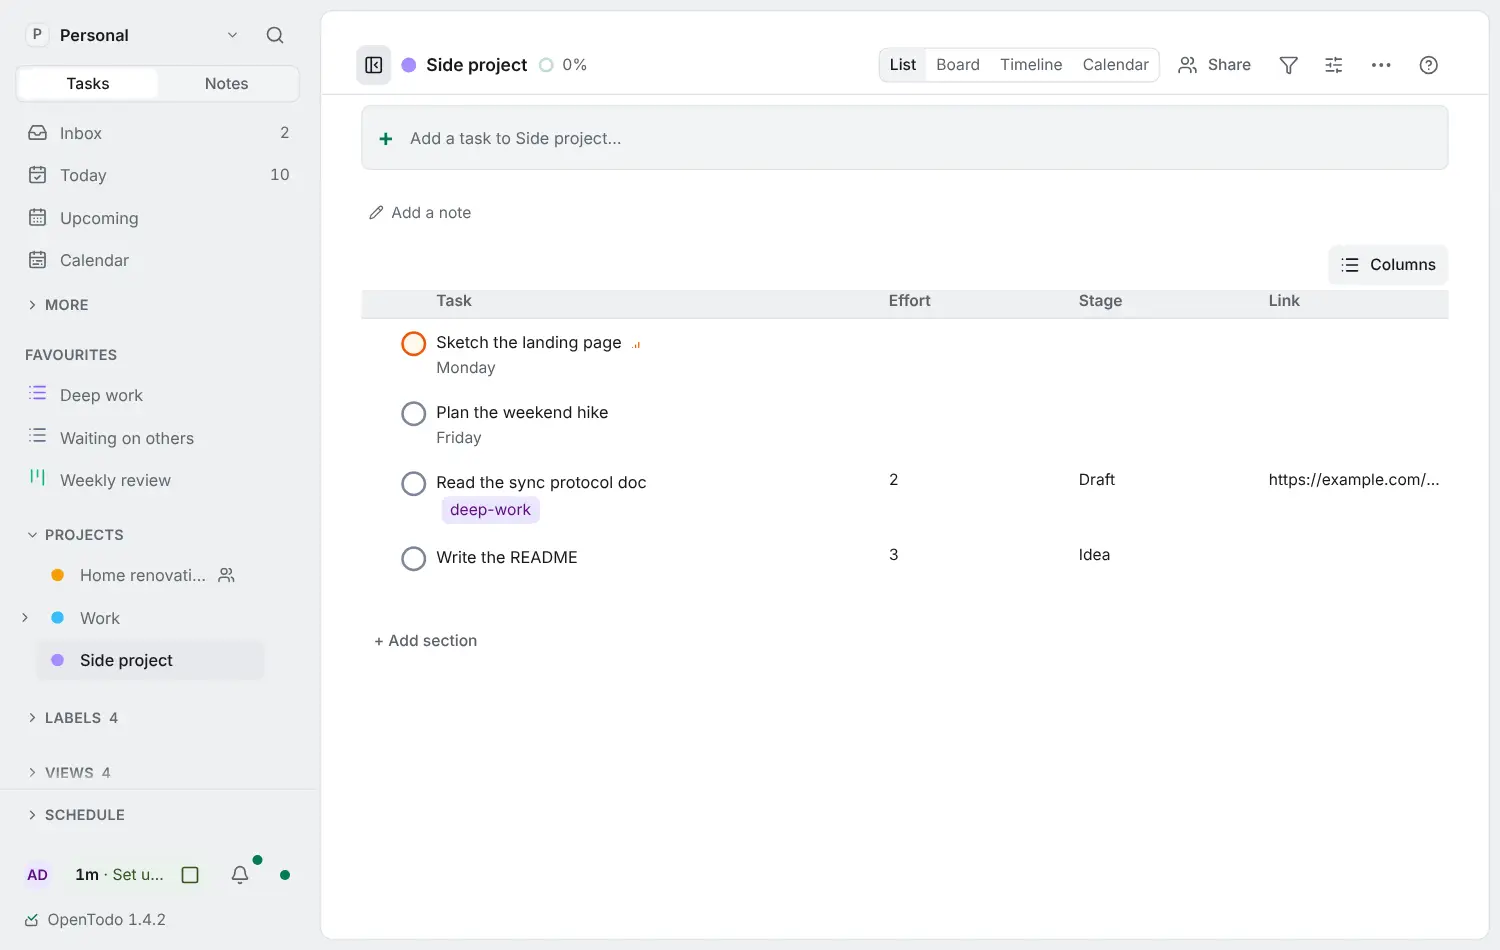 P Personal
Tasks Notes
Inbox 2
Today 10
Upcoming
Calendar
MORE
FAVOURITES
Deep work
Waiting on others
Weekly review
PROJECTS
Home renovati...
Work
Side project
LABELS 4
VIEWS 4
SCHEDULE
AD 1m · Set u...
OpenTodo 1.4.2
Side project 0%
List Board Timeline Calendar Share
+ Add a task to Side project...
Add a note
Columns
Task Effort Stage Link
Sketch the landing page
Monday
Plan the weekend hike
Friday
Read the sync protocol doc 2 Draft https://example.com/...
deep-work
Write the README 3 Idea
+ Add section